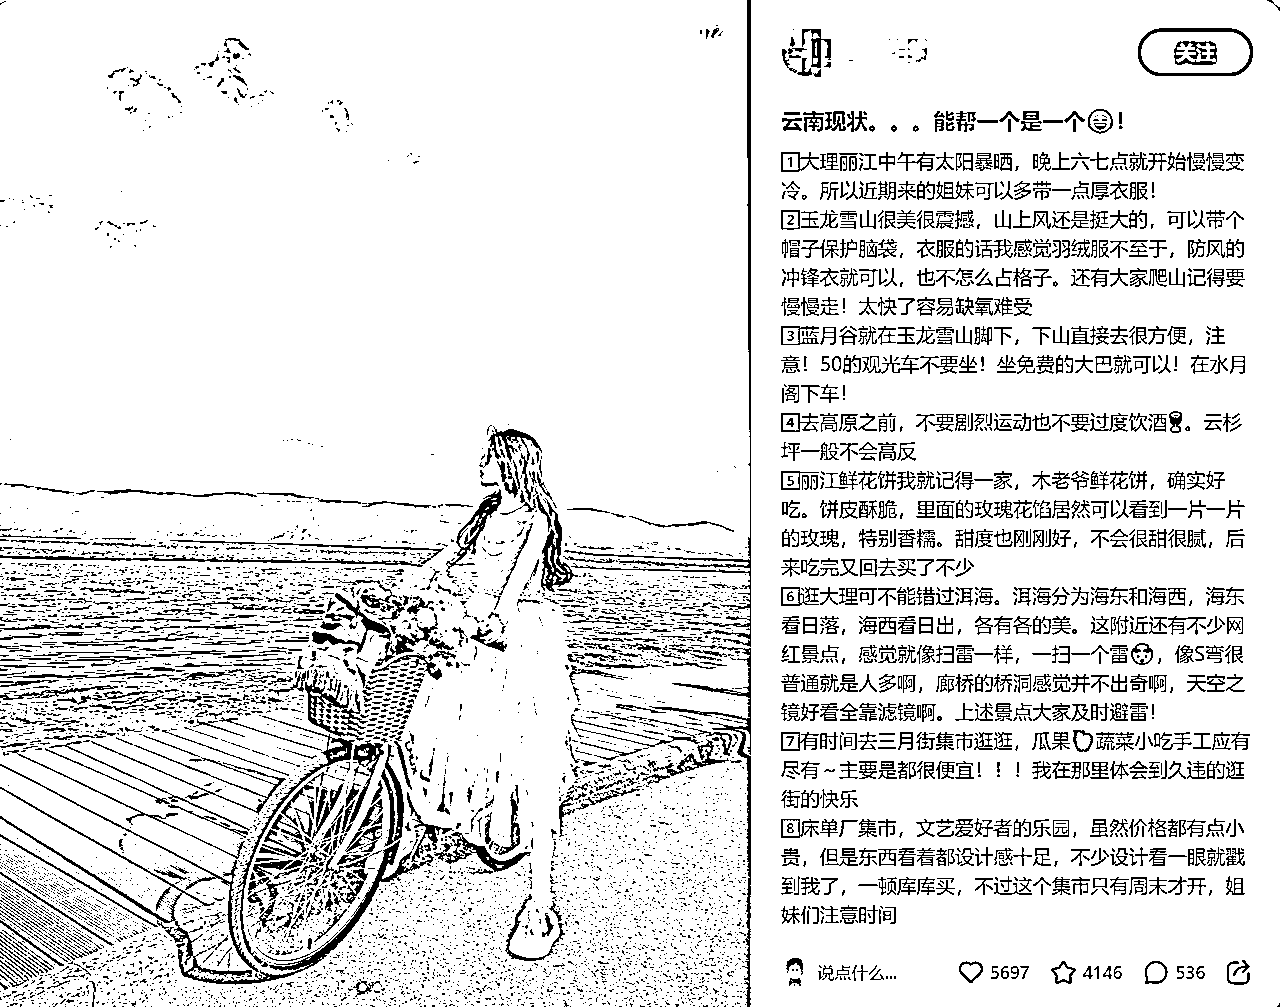 关注
云南现状。。。能帮一个是一个😄！
1️⃣大理丽江中午有太阳暴晒，晚上六七点就开始慢慢变
冷。所以近期来的姐妹可以多带一点厚衣服！
2️⃣玉龙雪山很美很震撼，山上风还是挺大的，可以带个
帽子保护脑袋，衣服的话我感觉羽绒服不至于，防风的
冲锋衣就可以，也不怎么占格子。还有大家爬山记得要
慢慢走！太快了容易缺氧难受
3️⃣蓝月谷就在玉龙雪山脚下，下山直接去很方便，注
意！50的观光车不要坐！坐免费的大巴就可以！在水月
阁下车！
4️⃣去高原之前，不要剧烈运动也不要过度饮酒🍷。云杉
坪一般不会高反
5️⃣丽江鲜花饼我就记得一家，木老爷鲜花饼，确实好
吃。饼皮酥脆，里面的玫瑰花馅居然可以看到一片一片
的玫瑰，特别香糯。甜度也刚刚好，不会很甜很腻，后
来吃完又回去买了不少
6️⃣逛大理可不能错过洱海。洱海分为海东和海西，海东
看日落，海西看日出，各有各的美。这附近还有不少网
红景点，感觉就像扫雷一样，一扫一个雷😳，像S弯很
普通就是人多啊，廊桥的桥洞感觉并不出奇啊，天空之
镜好看全靠滤镜啊。上述景点大家及时避雷！
7️⃣有时间去三月街集市逛逛，瓜果🍎蔬菜小吃手工应有
尽有～主要是都很便宜！！！我在那里体会到久违的逛
街的快乐
8️⃣床单厂集市，文艺爱好者的乐园，虽然价格都有点小
贵，但是东西看着都设计感十足，不少设计看一眼就戳
到我了，一顿库库买，不过这个集市只有周末才开，姐
妹们注意时间
说点什么... 5697 4146 536